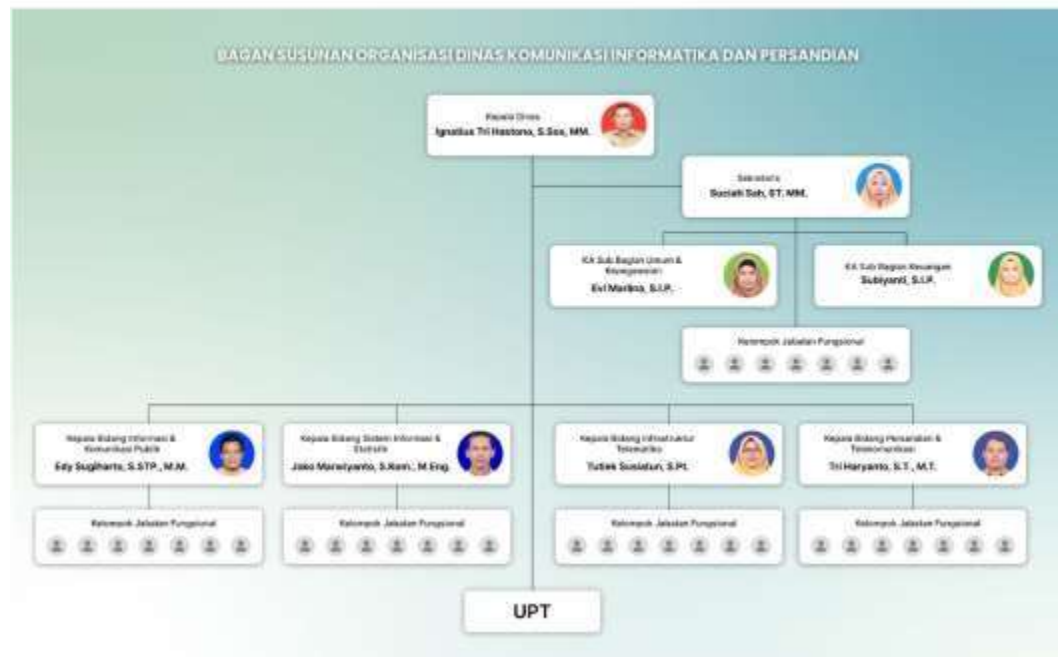 BAGAN SUSUNAN ORGANISASI DINAS KOMUNIKASI INFORMATIKA DAN PERSANDIAN
Kepala Dinas
Ignatius Tri Hastono, S.Sos, MM.
Sekretaris
Suciati Sah, ST. MM.
KA Sub Bagian Umum &
Kepegawaian
Evi Marlina, S.I.P.
KA Sub Bagian Keuangan
Subiyanti, S.I.P.
Kelompok Jabatan Fungsional
Kepala Bidang Informasi &
Komunikasi Publik
Edy Sugiharto, S.STP., M.M.
Kepala Bidang Sistem Informasi &
Statistik
Joko Marwiyanto, S.Kom., M.Eng.
Kepala Bidang Infrastruktur
Telematika
Tutiek Susiatun, S.Pt.
Kepala Bidang Persandian &
Telekomunikasi
Tri Haryanto, S.T., M.T.
Kelompok Jabatan Fungsional
Kelompok Jabatan Fungsional
Kelompok Jabatan Fungsional
Kelompok Jabatan Fungsional
UPT